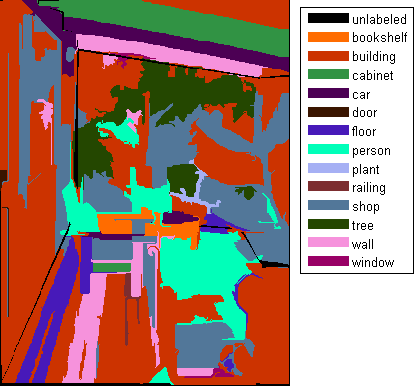 unlabeled
bookshelf
building
cabinet
car
door
floor
person
plant
railing
shop
tree
wall
window